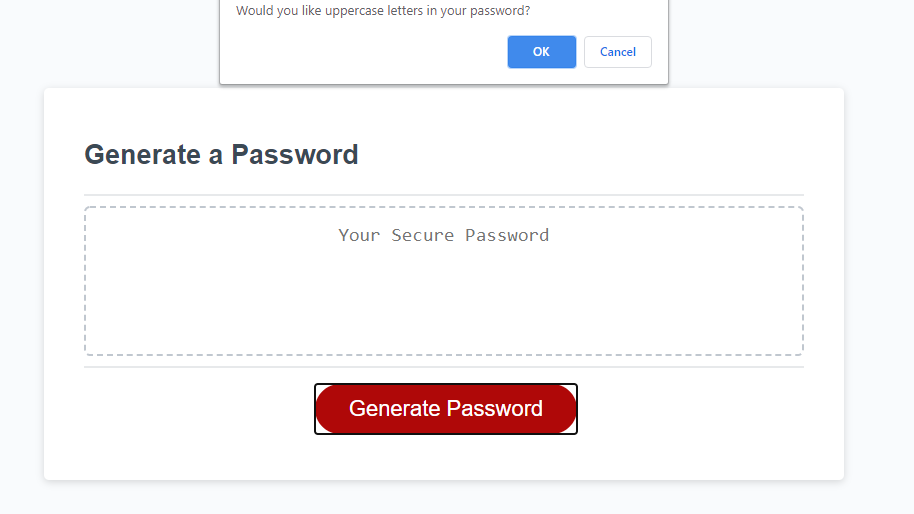 Would you like uppercase letters in your password?
OK
Cancel
Generate a Password
Your Secure Password
Generate Password